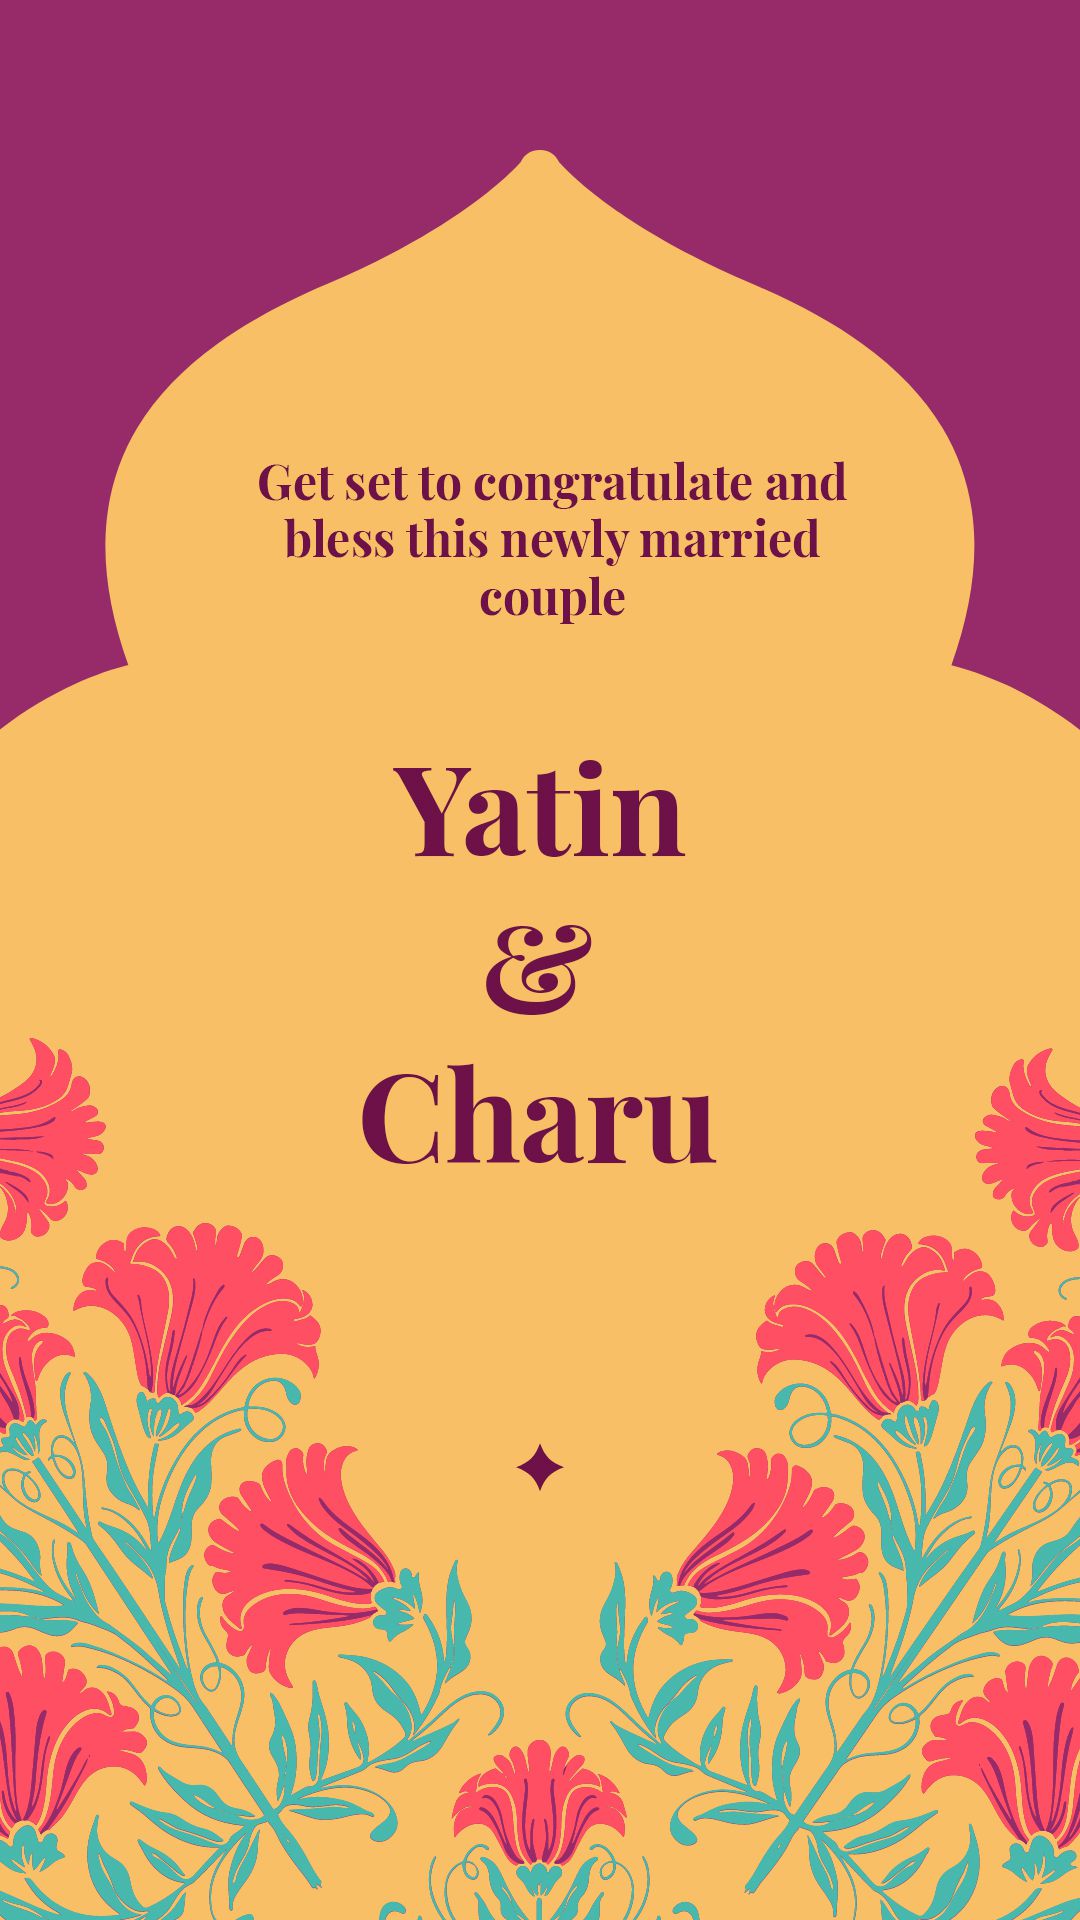 Get set to congratulate and
bless this newly married
couple
Yatin
&
Charu